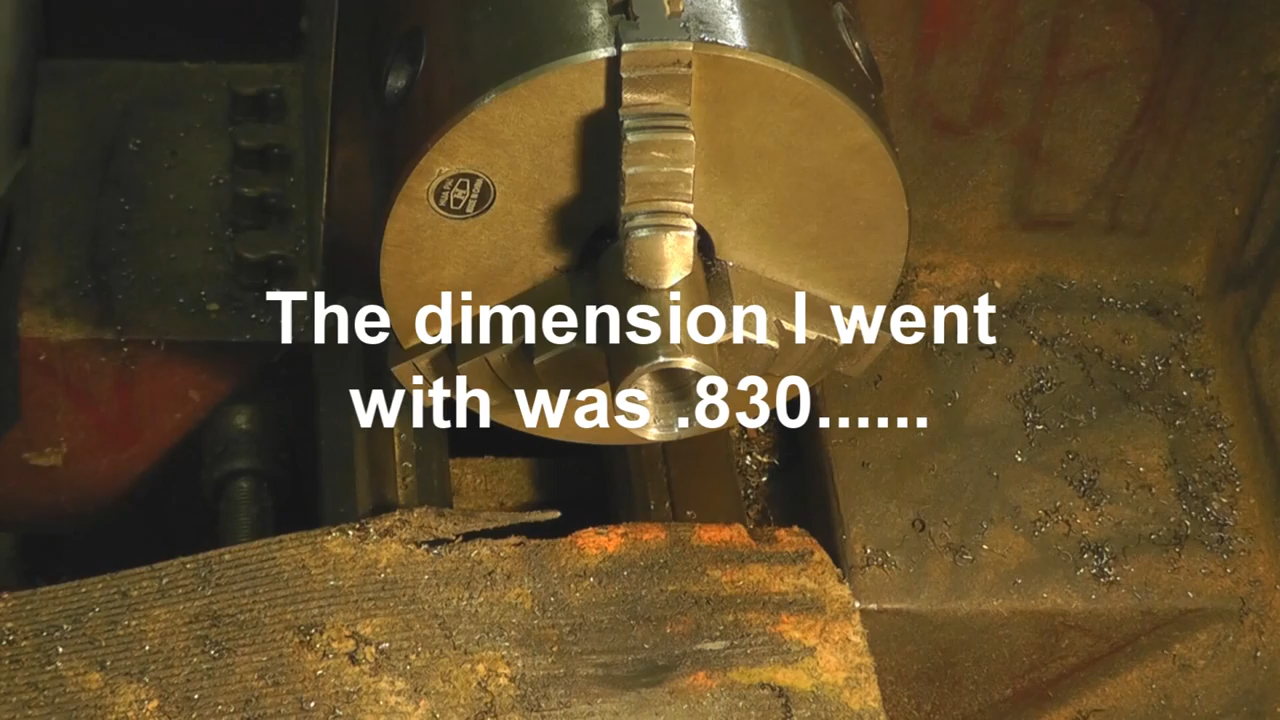 The dimension I went
with was .830......